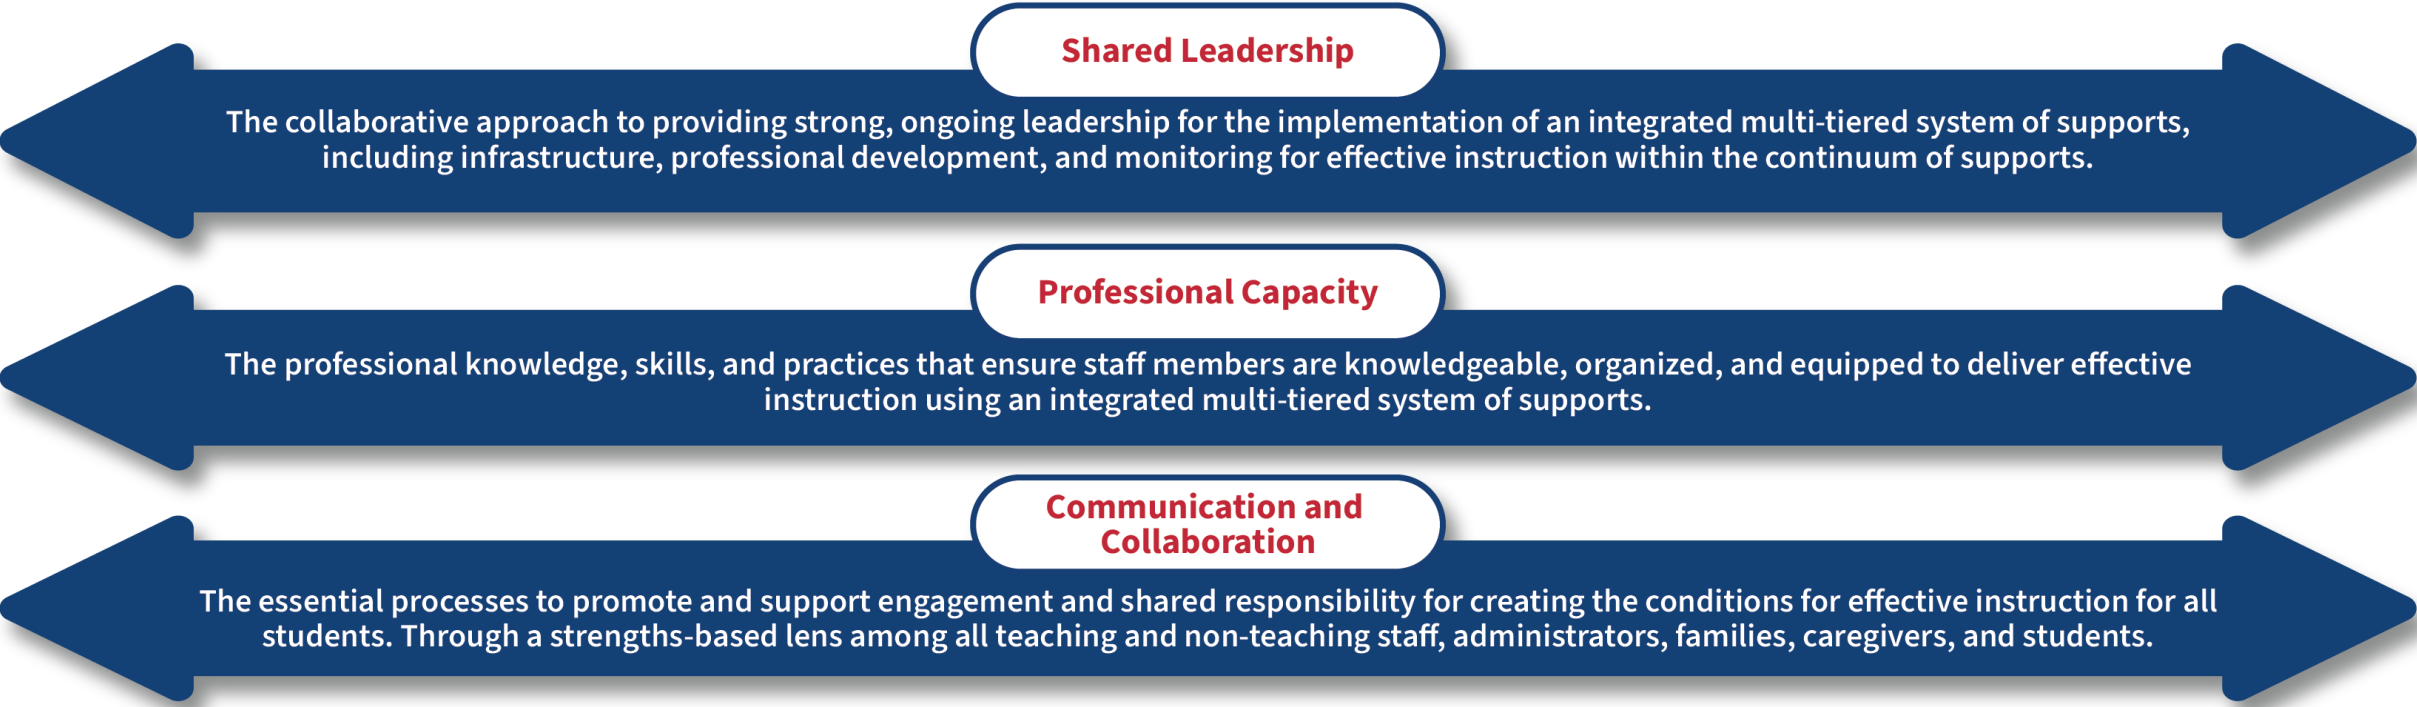 Shared Leadership
The collaborative approach to providing strong, ongoing leadership for the implementation of an integrated multi-tiered system of supports,
including infrastructure, professional development, and monitoring for effective instruction within the continuum of supports.
Professional Capacity
The professional knowledge, skills, and practices that ensure staff members are knowledgeable, organized, and equipped to deliver effective
instruction using an integrated multi-tiered system of supports.
Communication and
Collaboration
The essential processes to promote and support engagement and shared responsibility for creating the conditions for effective instruction for all
students. Through a strengths-based lens among all teaching and non-teaching staff, administrators, families, caregivers, and students.